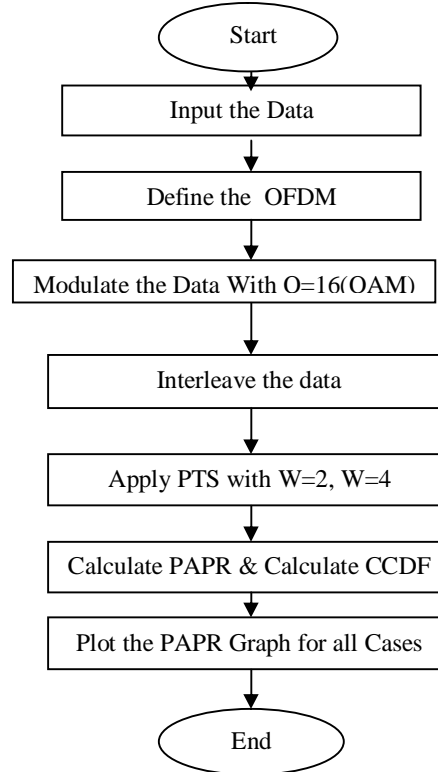 Start
Input the Data
Define the OFDM
Modulate the Data With Q=16(QAM)
Interleave the data
Apply PTS with W=2, W=4
Calculate PAPR & Calculate CCDF
Plot the PAPR Graph for all Cases
End